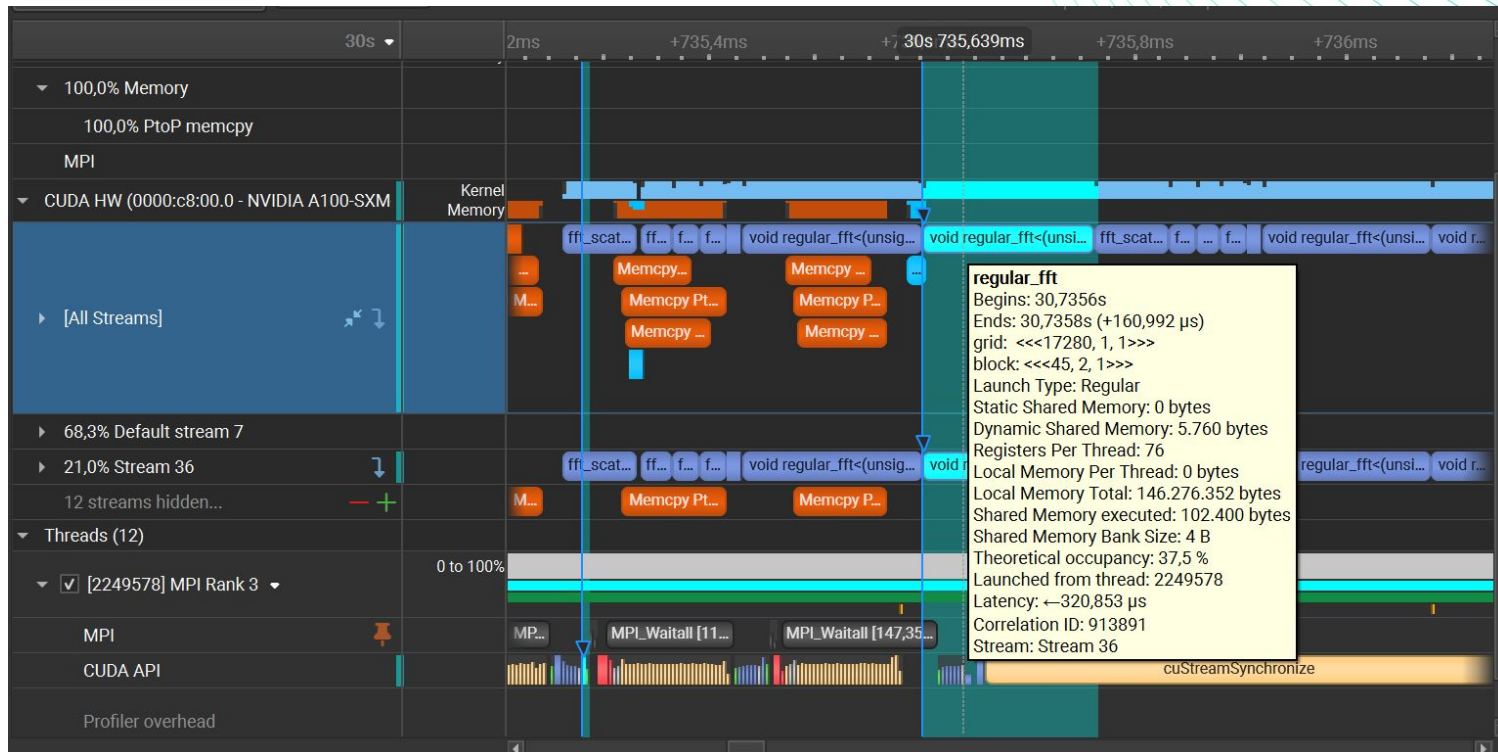 30s
2ms
+735,4ms
+7
30s 735,639ms
+735,8ms
+736ms
100,0% Memory
100,0% PtoP memcpy
MPI
CUDA HW (0000:c8:00.0 - NVIDIA A100-SXM
Kernel
Memory
[All Streams]
fft_scat...
ff...
f...
f...
void regular_fft<(unsig...
void regular_fft<(unsi...
fft_scat...
f...
...
f...
void regular_fft<(unsi...
void r...
...
Memcpy...
Memcpy ...
...
M...
Memcpy Pt...
Memcpy P...
Memcpy ...
Memcpy ...
regular_fft
Begins: 30,7356s
Ends: 30,7358s (+160,992 µs)
grid: <<<17280, 1, 1>>>
block: <<<45, 2, 1>>>
Launch Type: Regular
Static Shared Memory: 0 bytes
Dynamic Shared Memory: 5.760 bytes
Registers Per Thread: 76
Local Memory Per Thread: 0 bytes
Local Memory Total: 146.276.352 bytes
Shared Memory executed: 102.400 bytes
Shared Memory Bank Size: 4 B
Theoretical occupancy: 37,5 %
Launched from thread: 2249578
Latency: ←320,853 µs
Correlation ID: 913891
Stream: Stream 36
68,3% Default stream 7
21,0% Stream 36
fft_scat...
ff...
f...
f...
void regular_fft<(unsig...
void r
regular_fft<(unsi...
void r...
12 streams hidden...
M...
Memcpy Pt...
Memcpy P...
Threads (12)
[2249578] MPI Rank 3
0 to 100%
MPI
MP...
MPI_Waitall [11...
MPI_Waitall [147,35...
CUDA API
cuStreamSynchronize
Profiler overhead